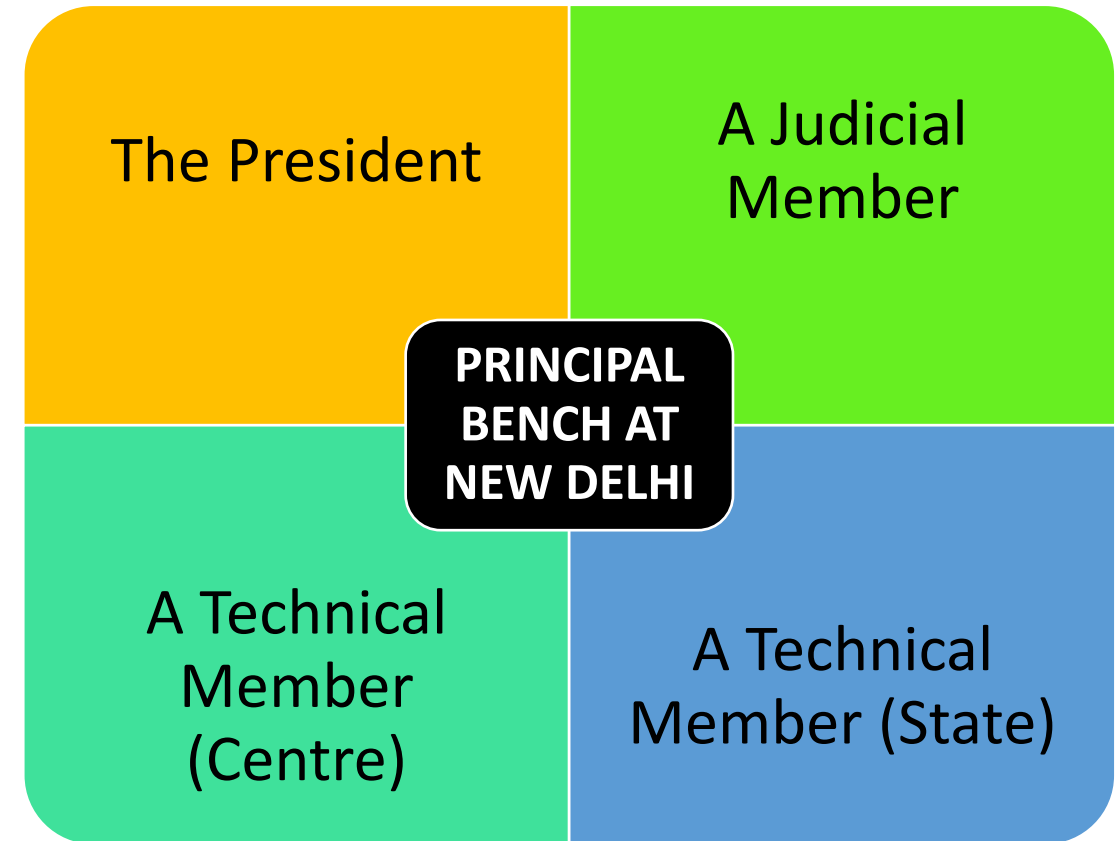 The President
A Judicial
Member
PRINCIPAL
BENCH AT
NEW DELHI
A Technical
Member
(Centre)
A Technical
Member (State)